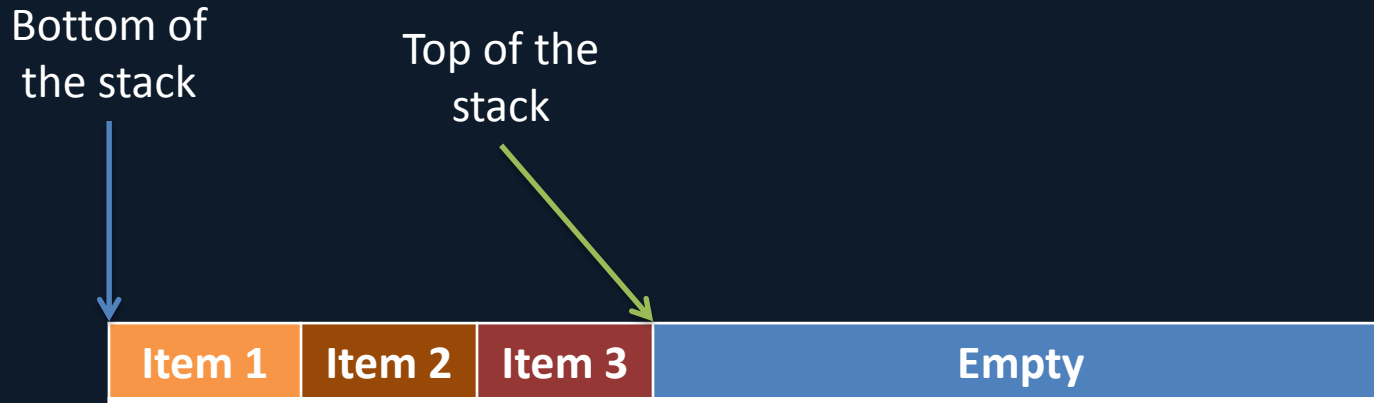 Bottom of
the stack
Top of the
stack
Item 1
Item 2
Item 3
Empty